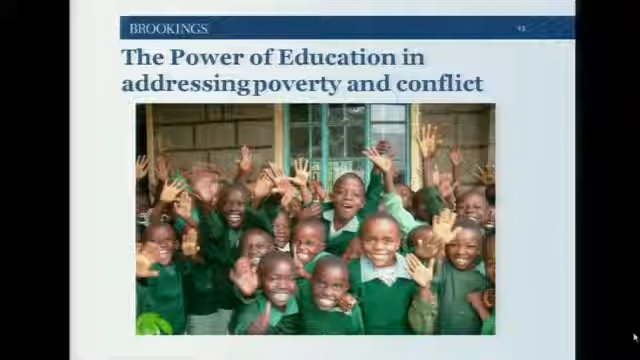 BROOKINGS
The Power of Education in
addressing poverty and conflict